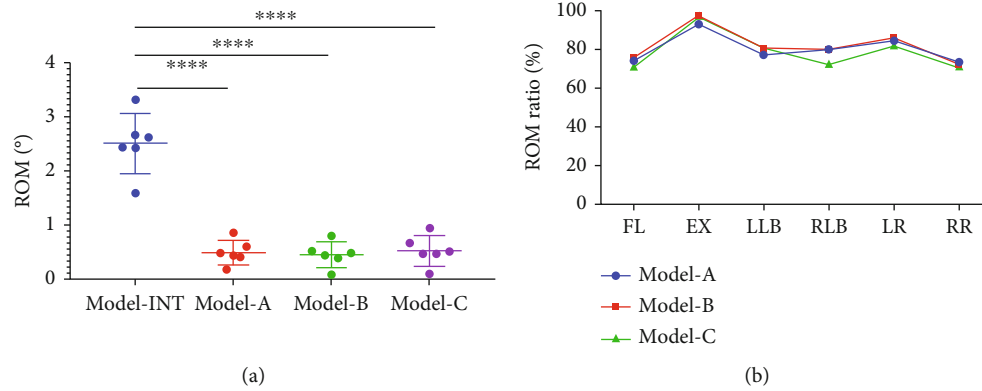 ****
****
****
ROM (°)
4
3
2
1
0
Model-INT Model-A Model-B Model-C
(a)
ROM ratio (%)
100
80
60
40
20
0
FL EX LLB RLB LR RR
Model-A
Model-B
Model-C
(b)